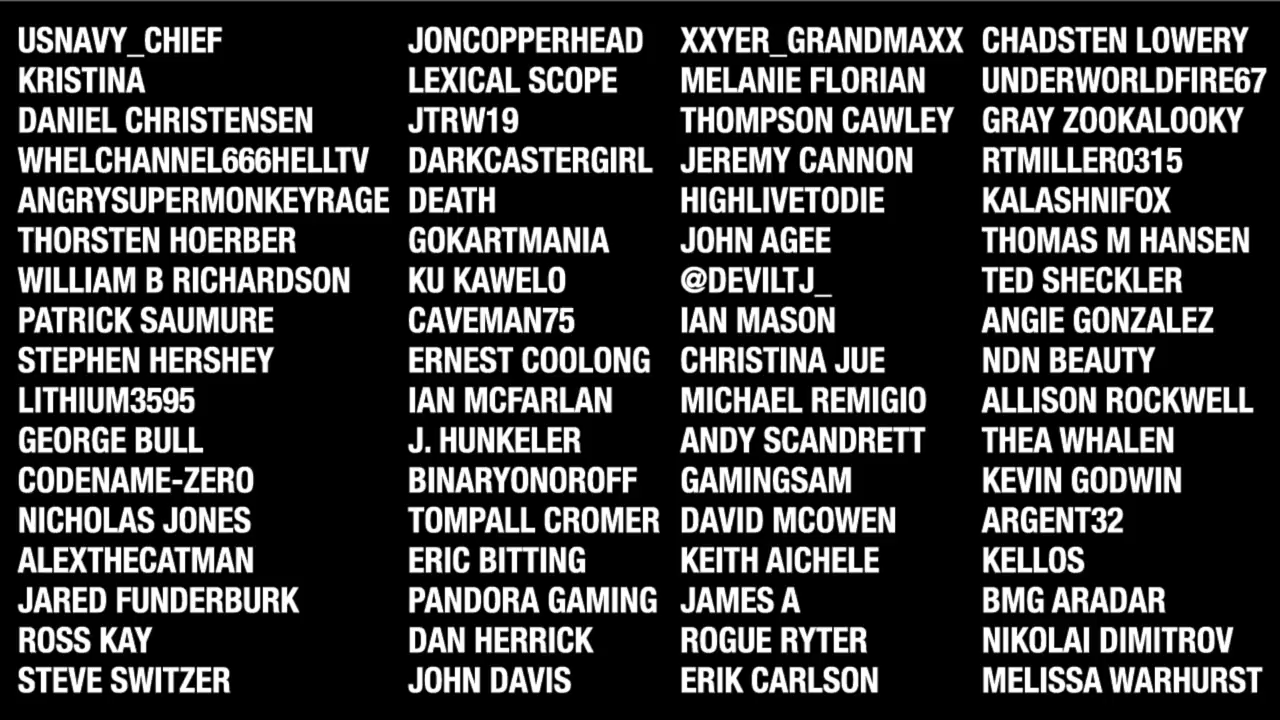 USNAVY_CHIEF
KRISTINA
DANIEL CHRISTENSEN
WHELCHANNEL666HELLTV
ANGRYSUPERMONKEYRAGE
THORSTEN HOERBER
WILLIAM B RICHARDSON
PATRICK SAUMURE
STEPHEN HERSHEY
LITHIUM3595
GEORGE BULL
CODENAME-ZERO
NICHOLAS JONES
ALEXTHECATMAN
JARED FUNDERBURK
ROSS KAY
STEVE SWITZER
JONCOPPERHEAD
LEXICAL SCOPE
JTRW19
DARKCASTERGIRL
DEATH
GOKARTMANIA
KU KAWELO
CAVEMAN75
ERNEST COOLONG
IAN MCFARLAN
J. HUNKELER
BINARYONOROFF
TOMPALL CROMER
ERIC BITTING
PANDORA GAMING
DAN HERRICK
JOHN DAVIS
XXYER_GRANDMAXX
MELANIE FLORIAN
THOMPSON CAWLEY
JEREMY CANNON
HIGHLIVETODIE
JOHN AGEE
@DEVILTJ_
IAN MASON
CHRISTINA JUE
MICHAEL REMIGIO
ANDY SCANDRETT
GAMINGSAM
DAVID MCOWEN
KEITH AICHELE
JAMES A
ROGUE RYTER
ERIK CARLSON
CHADSTEN LOWERY
UNDERWORLDFIRE67
GRAY ZOOKALOOKY
RTMILLER0315
KALASHNIFOX
THOMAS M HANSEN
TED SHECKLER
ANGIE GONZALEZ
NDN BEAUTY
ALLISON ROCKWELL
THEA WHALEN
KEVIN GODWIN
ARGENT32
KELLOS
BMG ARADAR
NIKOLAI DIMITROV
MELISSA WARHURST